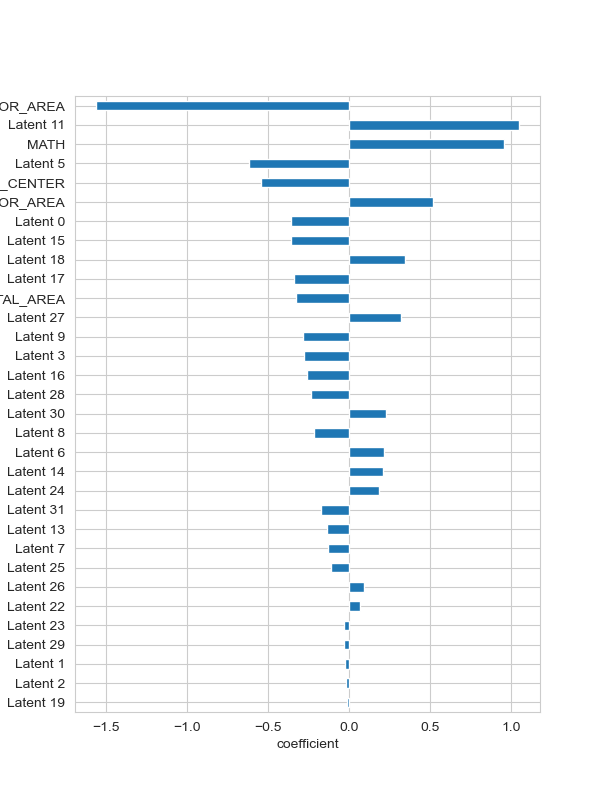 OR_AREA
Latent 11
MATH
Latent 5
_CENTER
OR_AREA
Latent 0
Latent 15
Latent 18
Latent 17
TAL_AREA
Latent 27
Latent 9
Latent 3
Latent 16
Latent 28
Latent 30
Latent 8
Latent 6
Latent 14
Latent 24
Latent 31
Latent 13
Latent 7
Latent 25
Latent 26
Latent 22
Latent 23
Latent 29
Latent 1
Latent 2
Latent 19
−1.5 −1.0 −0.5 0.0 0.5 1.0
coefficient